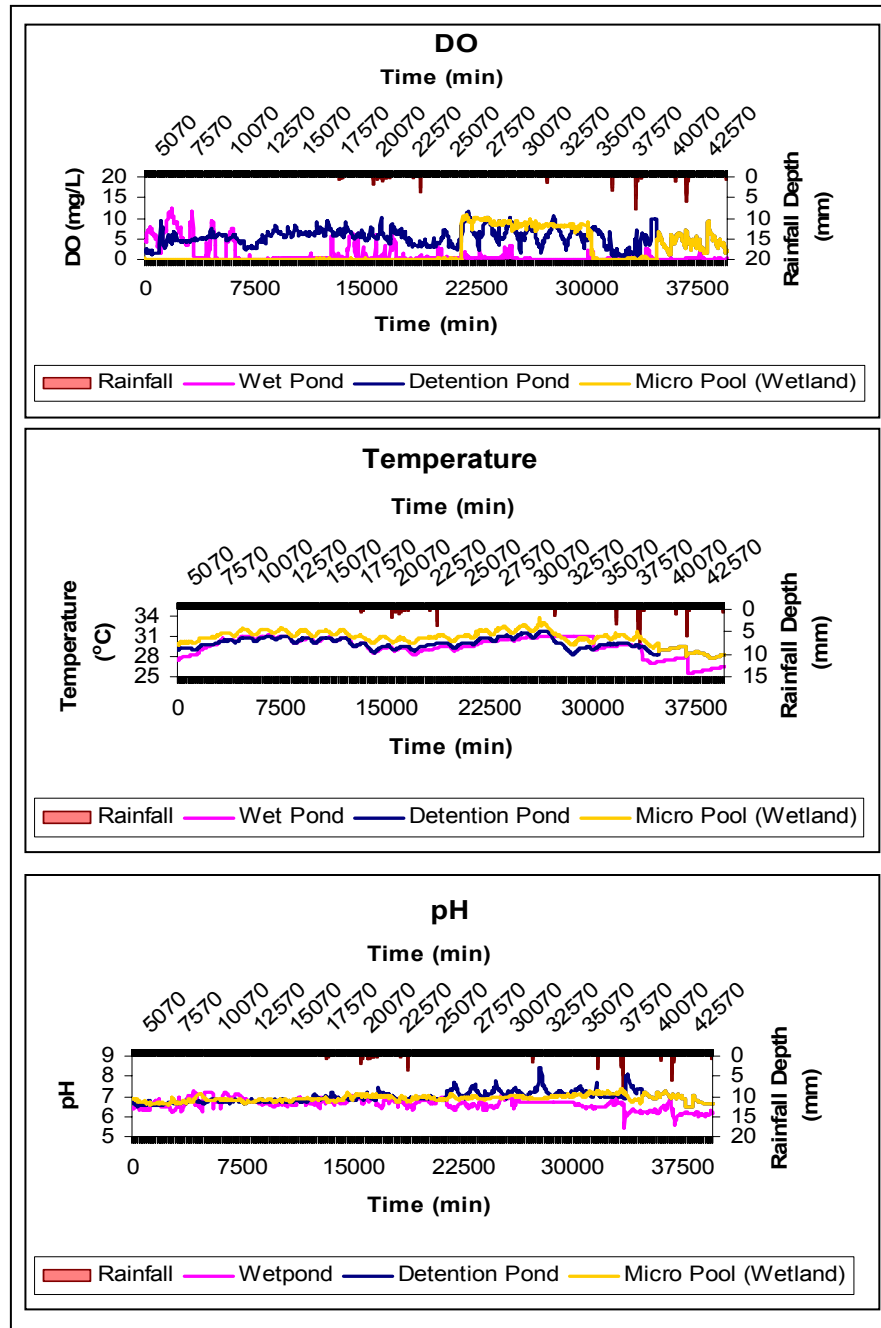 DO
Time (min)
5070 7570 10070 12570 15070 17570 20070 22570 25070 27570 30070 32570 35070 37570 40070 42570
DO (mg/L)
20
15
10
5
0
0
5
10
15
20
Rainfall Depth
(mm)
0 7500 15000 22500 30000 37500
Time (min)
Rainfall Wet Pond Detention Pond Micro Pool (Wetland)
Temperature
Time (min)
5070 7570 10070 12570 15070 17570 20070 22570 25070 27570 30070 32570 35070 37570 40070 42570
Temperature
(°C)
34
31
28
25
0
5
10
15
Rainfall Depth
(mm)
0 7500 15000 22500 30000 37500
Time (min)
Rainfall Wet Pond Detention Pond Micro Pool (Wetland)
pH
Time (min)
5070 7570 10070 12570 15070 17570 20070 22570 25070 27570 30070 32570 35070 37570 40070 42570
pH
9
8
7
6
5
0
5
10
15
20
Rainfall Depth
(mm)
0 7500 15000 22500 30000 37500
Time (min)
Rainfall Wetpond Detention Pond Micro Pool (Wetland)